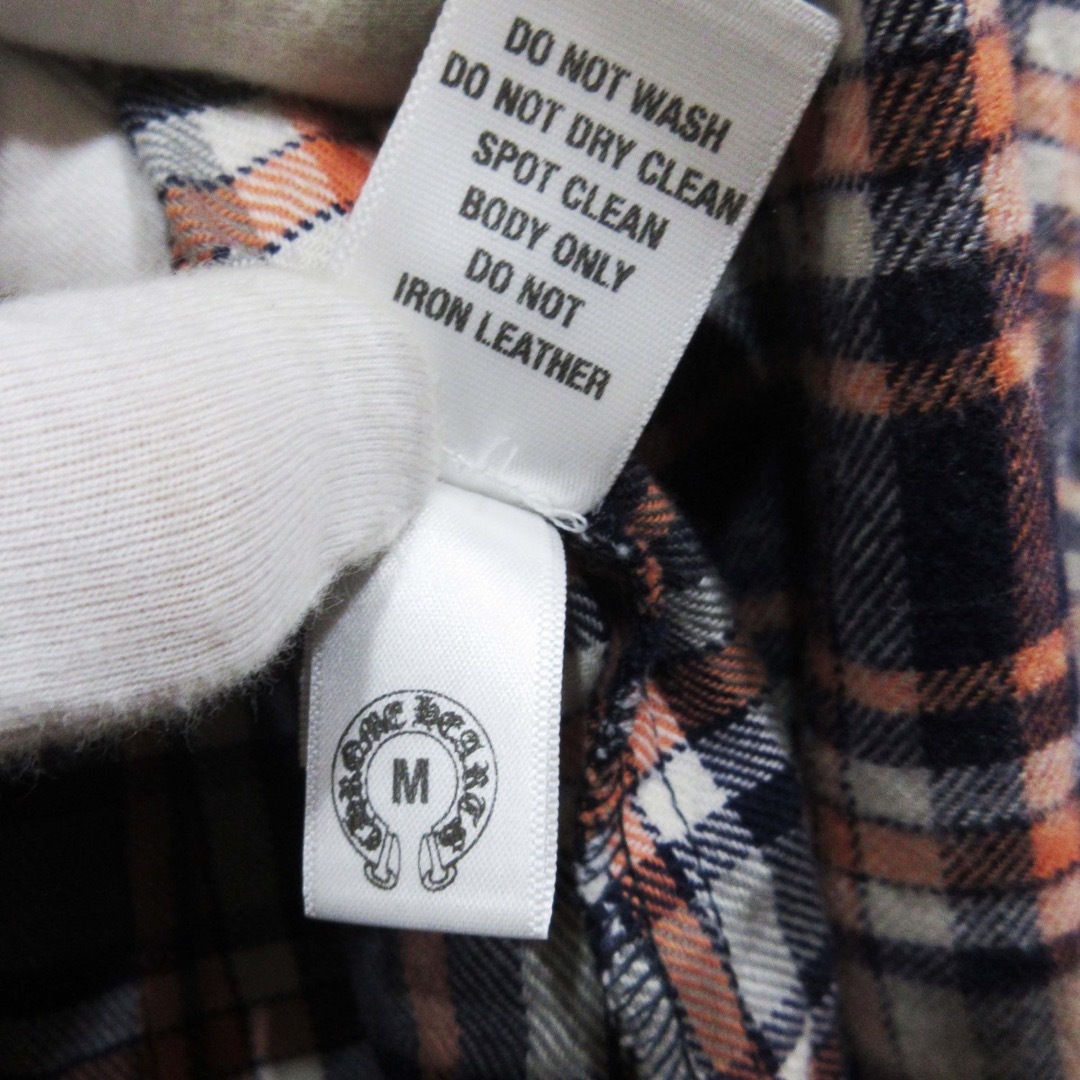 DO NOT WASH
DO NOT DRY CLEAN
SPOT CLEAN
BODY ONLY
DO NOT
IRON LEATHER
CHROME HEARTS
M